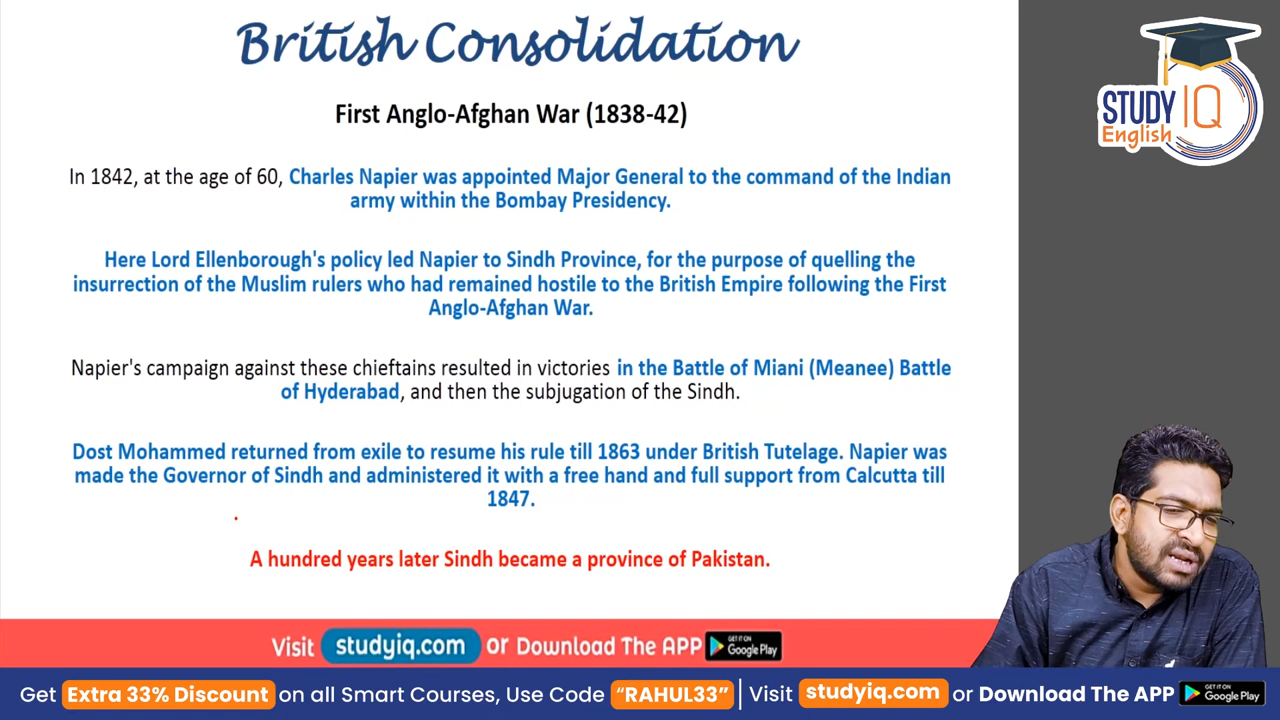 British Consolidation
First Anglo-Afghan War (1838-42)
In 1842, at the age of 60, Charles Napier was appointed Major General to the command of the Indian
army within the Bombay Presidency.
Here Lord Ellenborough's policy led Napier to Sindh Province, for the purpose of quelling the
insurrection of the Muslim rulers who had remained hostile to the British Empire following the First
Anglo-Afghan War.
Napier's campaign against these chieftains resulted in victories in the Battle of Miani (Meanee) Battle
of Hyderabad, and then the subjugation of the Sindh.
Dost Mohammed returned from exile to resume his rule till 1863 under British Tutelage. Napier was
made the Governor of Sindh and administered it with a free hand and full support from Calcutta till
1847.
A hundred years later Sindh became a province of Pakistan.
STUDY IQ
English
Visit studyiq.com or Download The APP GET IT ON Google Play
Get Extra 33% Discount on all Smart Courses, Use Code “RAHUL33” Visit studyiq.com or Download The APP GET IT ON Google Play